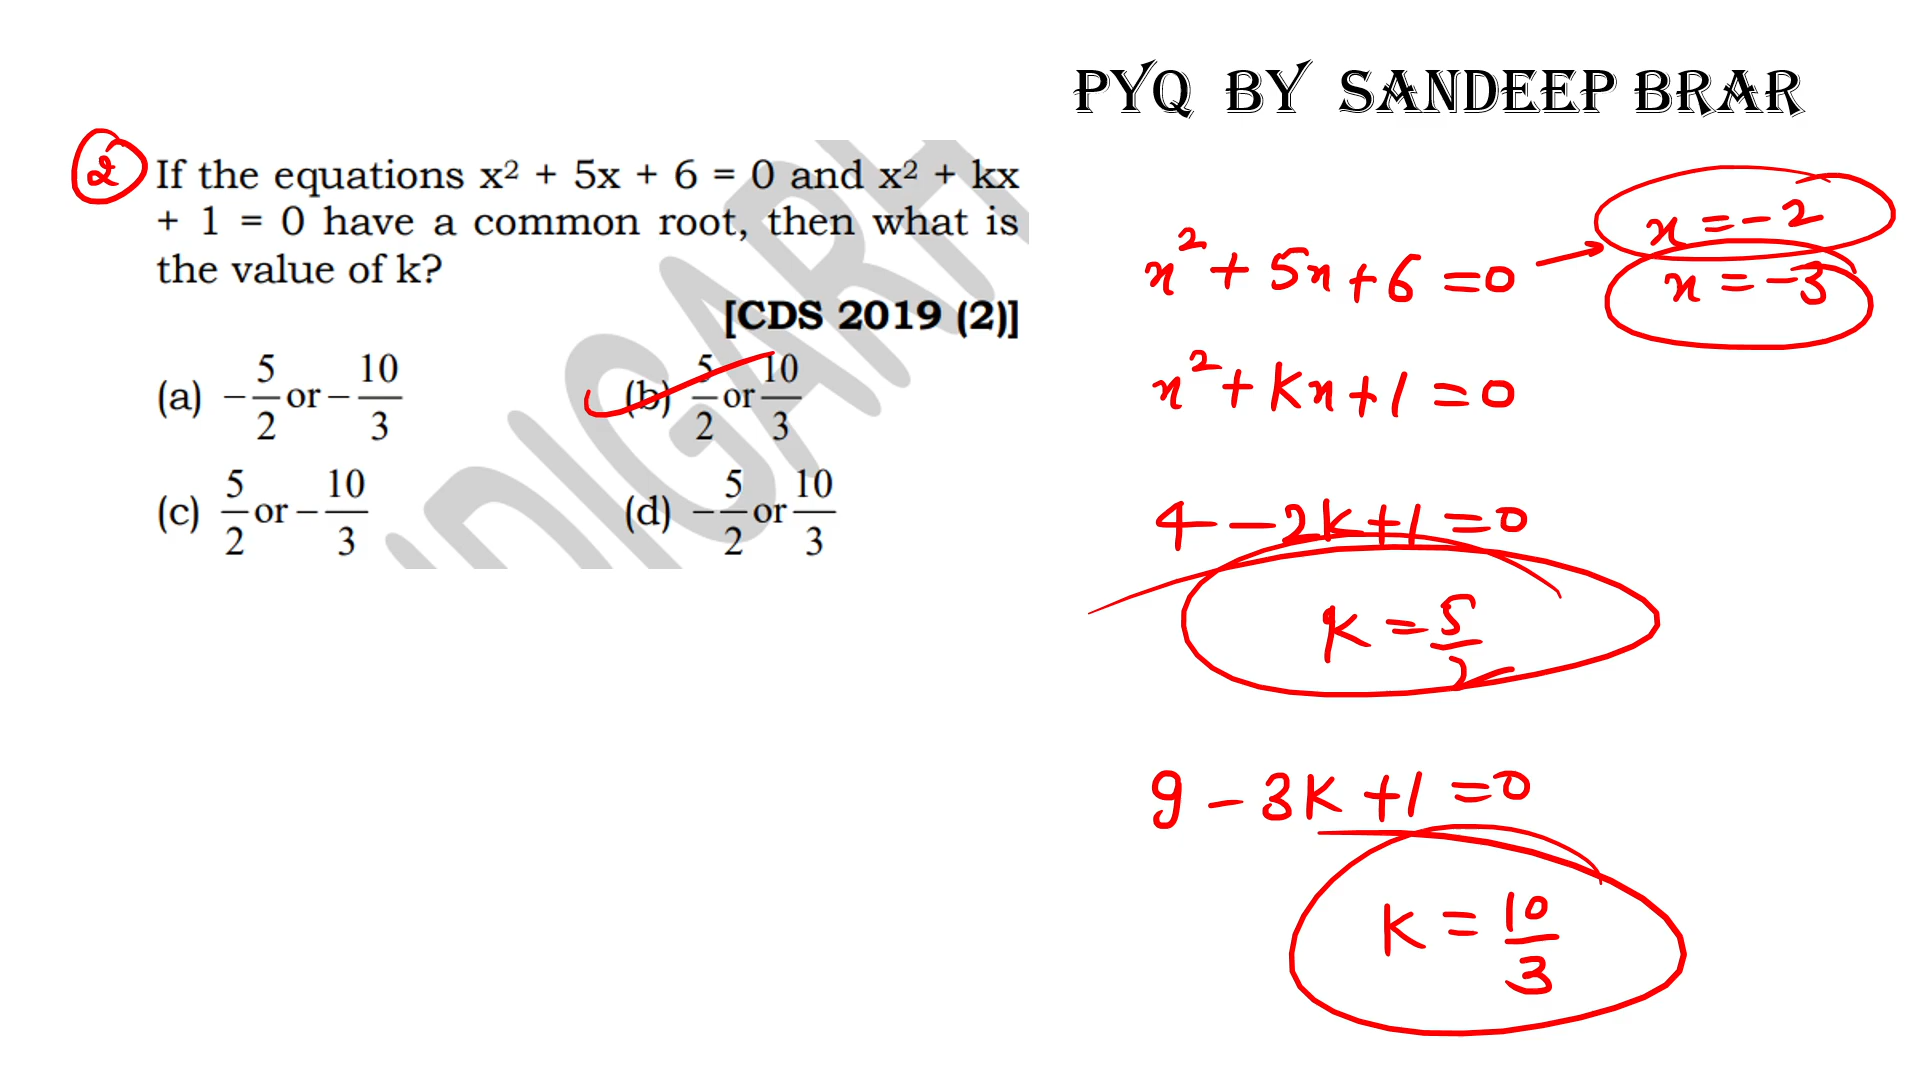 PYQ BY SANDEEP BRAR
2
If the equations x² + 5x + 6 = 0 and x² + kx
+ 1 = 0 have a common root, then what is
the value of k?
[CDS 2019 (2)]
(a) -5/2 or -10/3
(b) 5/2 or 10/3
(c) 5/2 or -10/3
(d) -5/2 or 10/3
x² + 5x + 6 = 0
x = -2
x = -3
x² + kx + 1 = 0
4 - 2k + 1 = 0
k = 5/2
9 - 3k + 1 = 0
k = 10/3